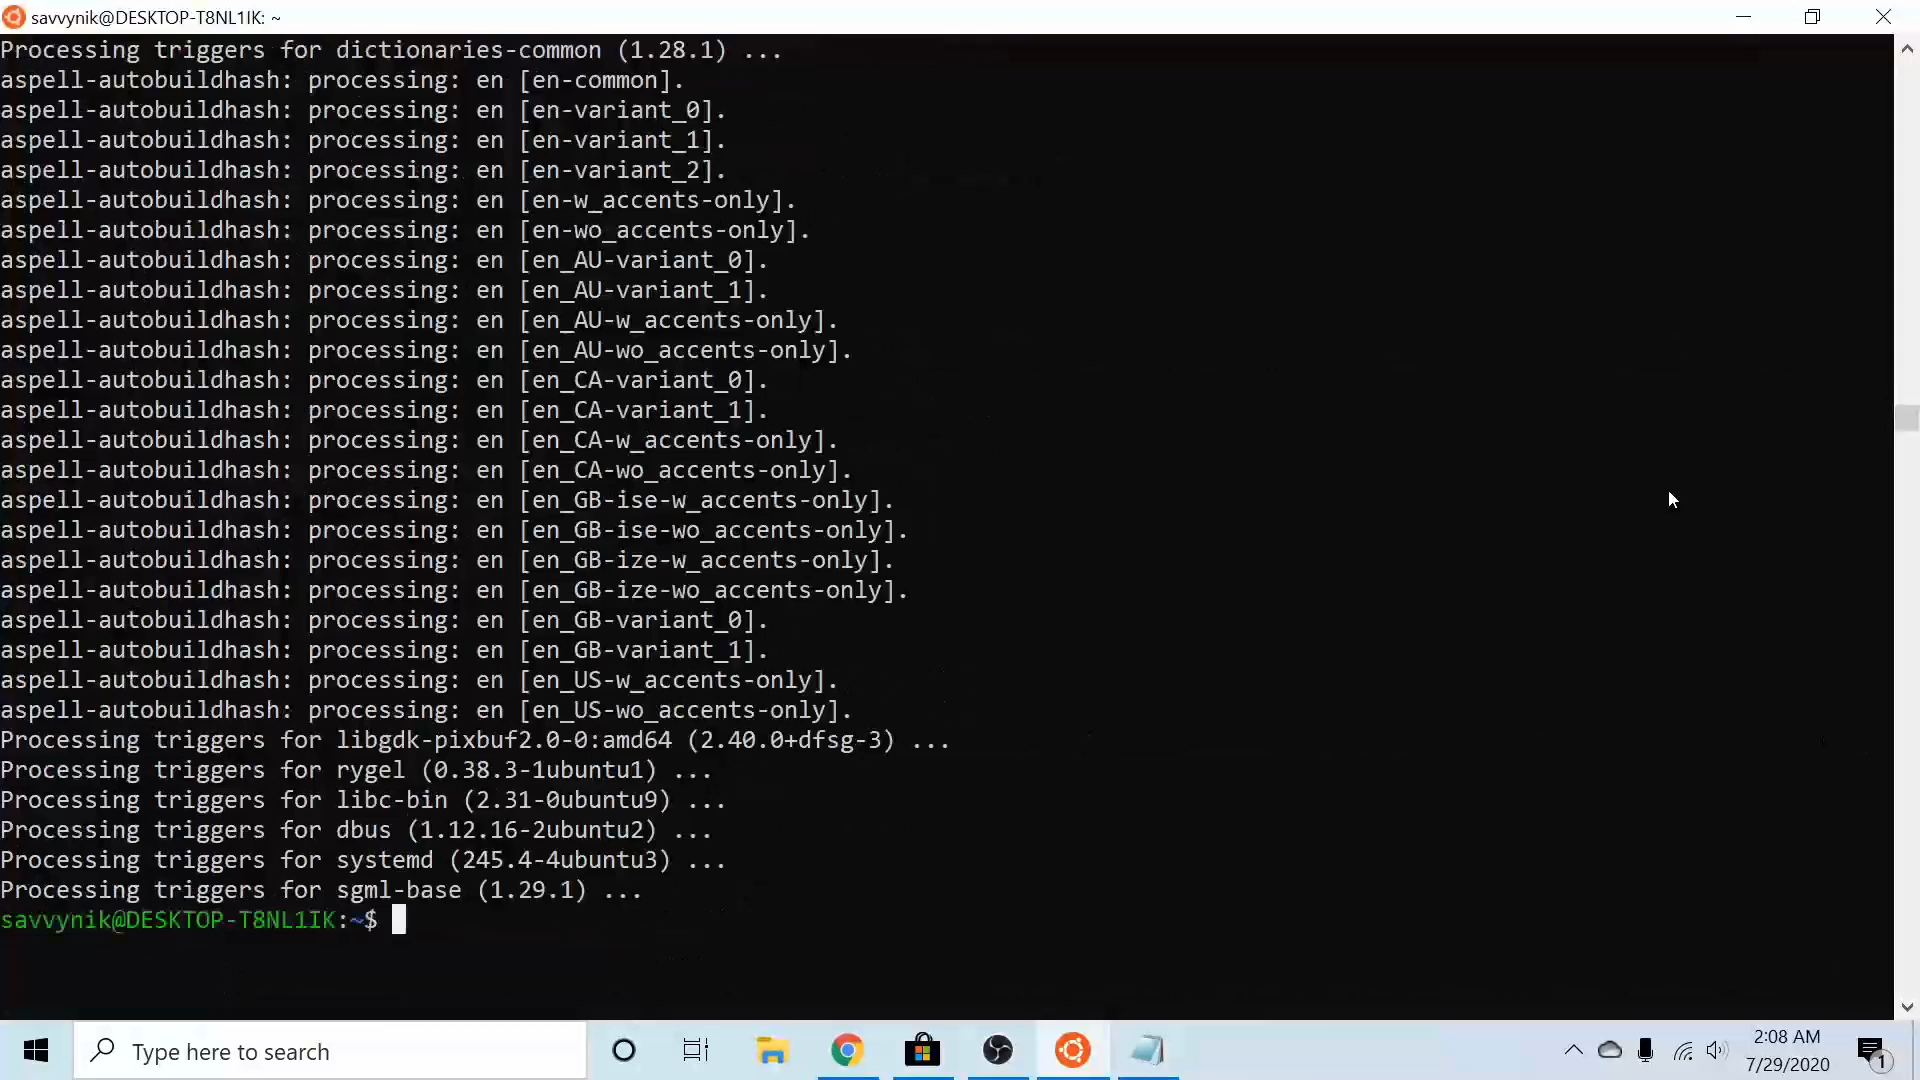 savvynik@DESKTOP-T8NL1IK: ~
Processing triggers for dictionaries-common (1.28.1) ...
aspell-autobuildhash: processing: en [en-common].
aspell-autobuildhash: processing: en [en-variant_0].
aspell-autobuildhash: processing: en [en-variant_1].
aspell-autobuildhash: processing: en [en-variant_2].
aspell-autobuildhash: processing: en [en-w_accents-only].
aspell-autobuildhash: processing: en [en-wo_accents-only].
aspell-autobuildhash: processing: en [en_AU-variant_0].
aspell-autobuildhash: processing: en [en_AU-variant_1].
aspell-autobuildhash: processing: en [en_AU-w_accents-only].
aspell-autobuildhash: processing: en [en_AU-wo_accents-only].
aspell-autobuildhash: processing: en [en_CA-variant_0].
aspell-autobuildhash: processing: en [en_CA-variant_1].
aspell-autobuildhash: processing: en [en_CA-w_accents-only].
aspell-autobuildhash: processing: en [en_CA-wo_accents-only].
aspell-autobuildhash: processing: en [en_GB-ise-w_accents-only].
aspell-autobuildhash: processing: en [en_GB-ise-wo_accents-only].
aspell-autobuildhash: processing: en [en_GB-ize-w_accents-only].
aspell-autobuildhash: processing: en [en_GB-ize-wo_accents-only].
aspell-autobuildhash: processing: en [en_GB-variant_0].
aspell-autobuildhash: processing: en [en_GB-variant_1].
aspell-autobuildhash: processing: en [en_US-w_accents-only].
aspell-autobuildhash: processing: en [en_US-wo_accents-only].
Processing triggers for libgdk-pixbuf2.0-0:amd64 (2.40.0+dfsg-3) ...
Processing triggers for rygel (0.38.3-1ubuntu1) ...
Processing triggers for libc-bin (2.31-0ubuntu9) ...
Processing triggers for dbus (1.12.16-2ubuntu2) ...
Processing triggers for systemd (245.4-4ubuntu3) ...
Processing triggers for sgml-base (1.29.1) ...
savvynik@DESKTOP-T8NL1IK:~$
Type here to search
2:08 AM
7/29/2020
1